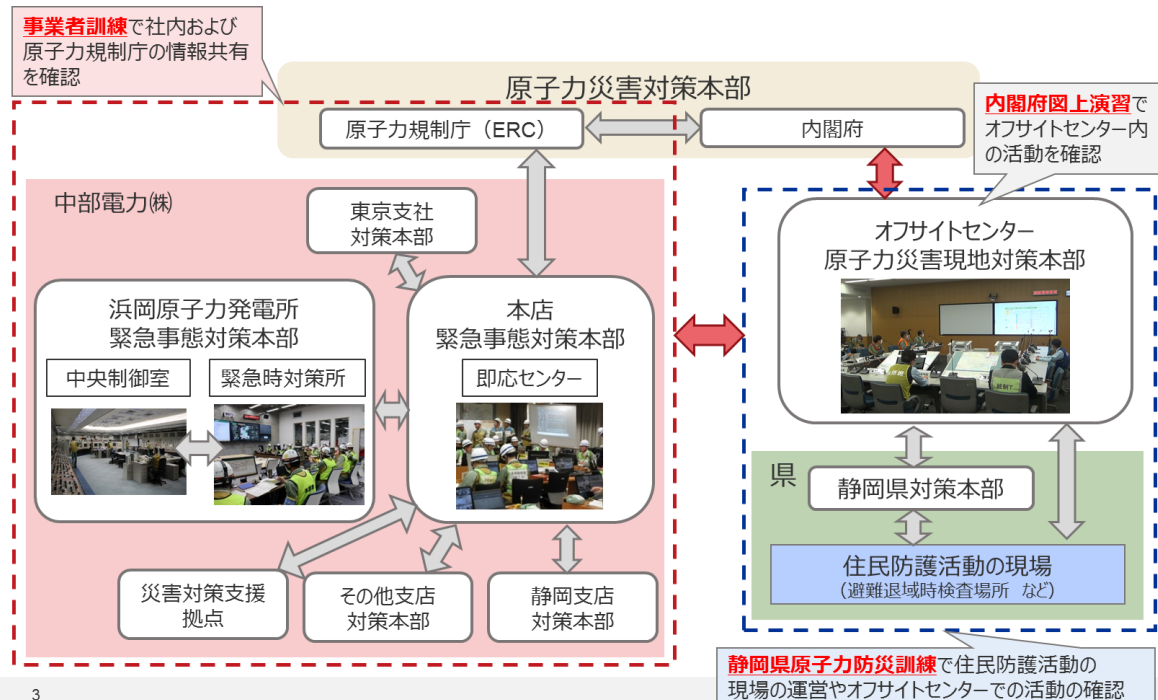 事業者訓練で社内および
原子力規制庁の情報共有
を確認
原子力災害対策本部
原子力規制庁（ERC）
内閣府
内閣府図上演習で
オフサイトセンター内
の活動を確認
中部電力㈱
東京支社
対策本部
オフサイトセンター
原子力災害現地対策本部
浜岡原子力発電所
緊急事態対策本部
中央制御室
緊急時対策所
本店
緊急事態対策本部
即応センター
県
静岡県対策本部
住民防護活動の現場
(避難退域時検査場所 など)
災害対策支援
拠点
その他支店
対策本部
静岡支店
対策本部
静岡県原子力防災訓練で住民防護活動の
現場の運営やオフサイトセンターでの活動の確認
3